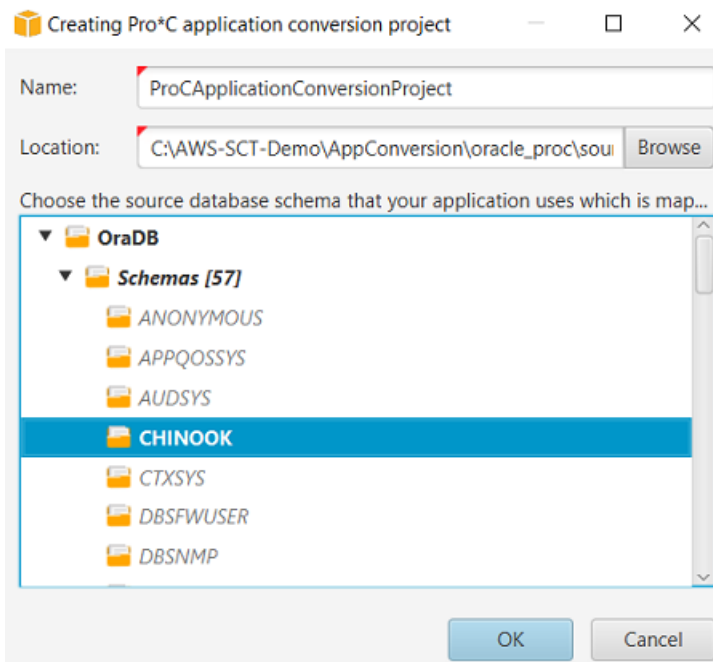 Creating Pro*C application conversion project
Name: ProCApplicationConversionProject
Location: C:\AWS-SCT-Demo\AppConversion\oracle_proc\sour Browse
Choose the source database schema that your application uses which is map...
OraDB
Schemas [57]
ANONYMOUS
APPQOSSYS
AUDSYS
CHINOOK
CTXSYS
DBSFWUSER
DBSNMP
OK Cancel